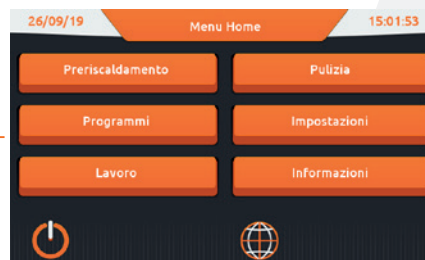 26/09/19 Menu Home 15:01:53
Preriscaldamento Pulizia
Programmi Impostazioni
Lavoro Informazioni